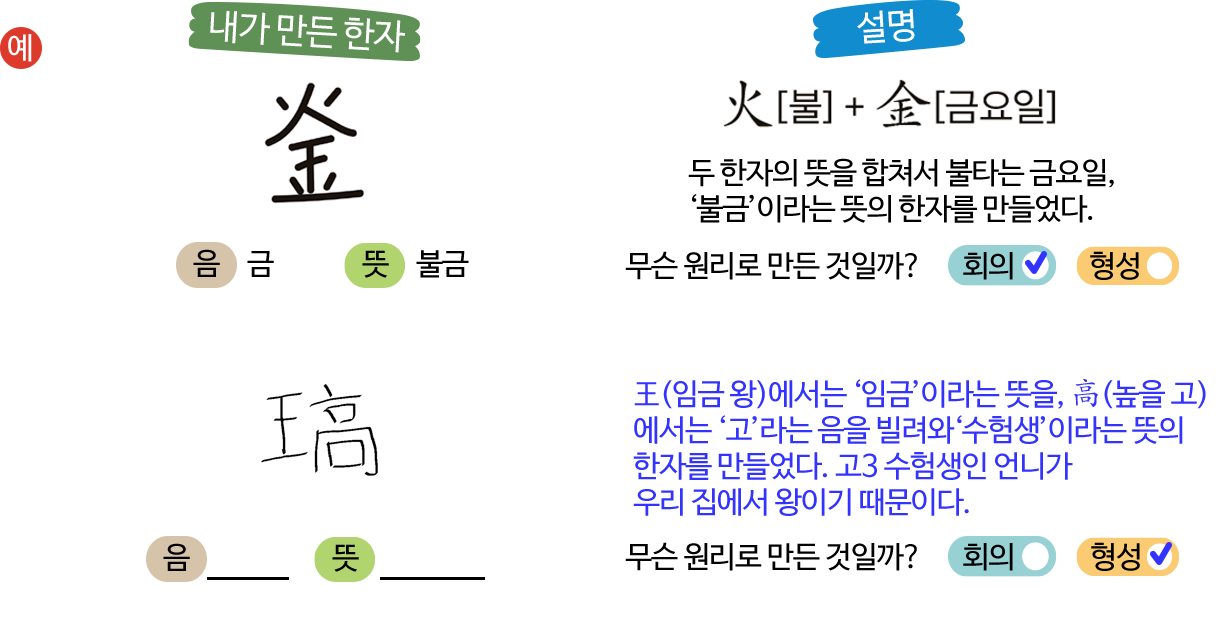 예
내가 만든 한자
설명
釜
火[불] + 金[금요일]
두 한자의 뜻을 합쳐서 불타는 금요일,
‘불금’이라는 뜻의 한자를 만들었다.
음 금 뜻 불금
무슨 원리로 만든 것일까? 회의 형성
王高
王(임금 왕)에서는 ‘임금’이라는 뜻을, 高(높을 고)
에서는 ‘고’라는 음을 빌려와 ‘수험생’이라는 뜻의
한자를 만들었다. 고3 수험생인 언니가
우리 집에서 왕이기 때문이다.
음 뜻
무슨 원리로 만든 것일까? 회의 형성